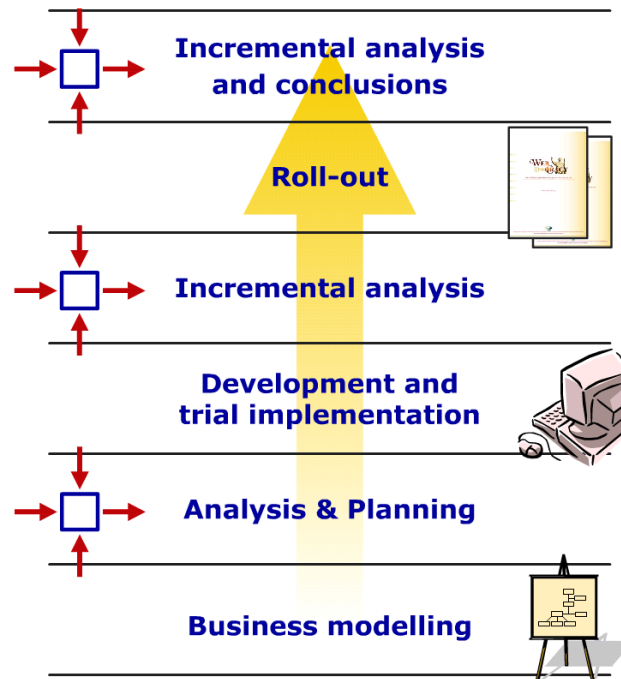 Incremental analysis
and conclusions
Roll-out
Incremental analysis
Development and
trial implementation
Analysis & Planning
Business modelling